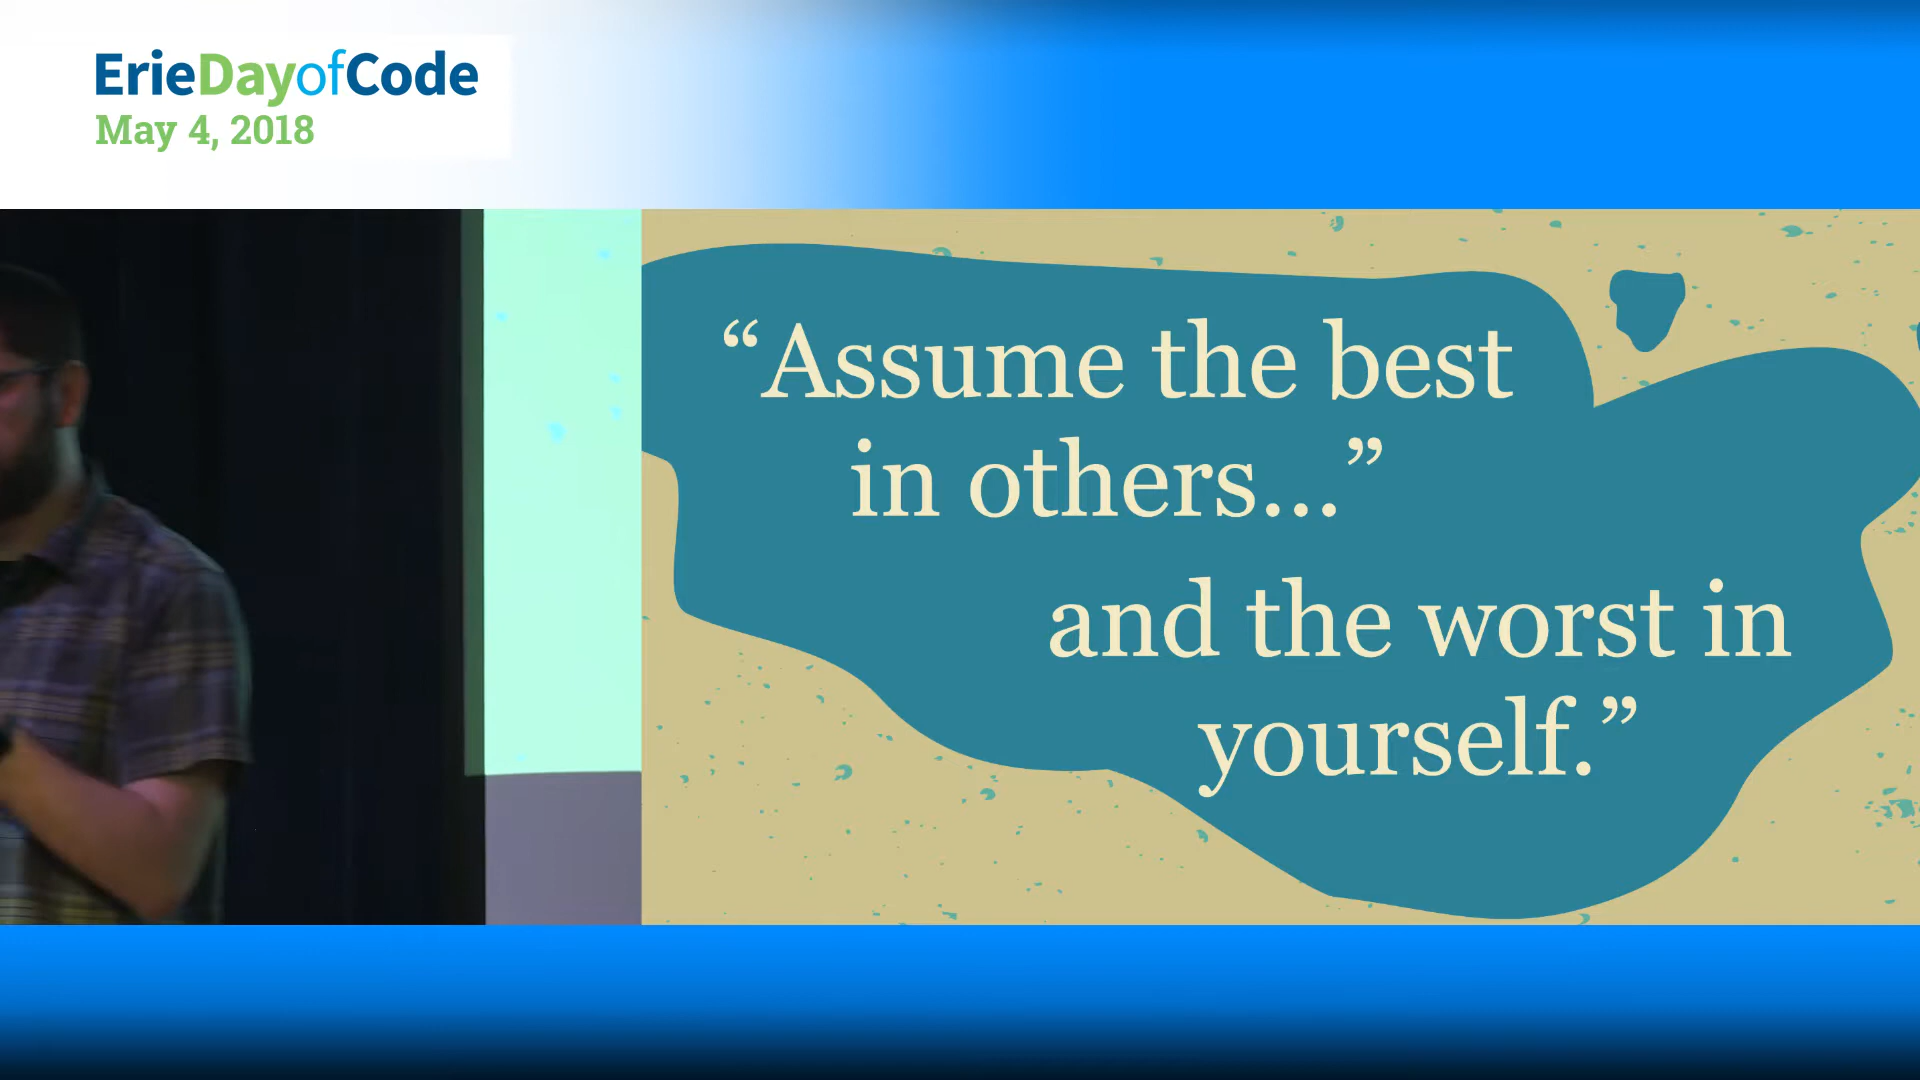 ErieDayofCode
May 4, 2018
“Assume the best
in others...”
and the worst in
yourself.”